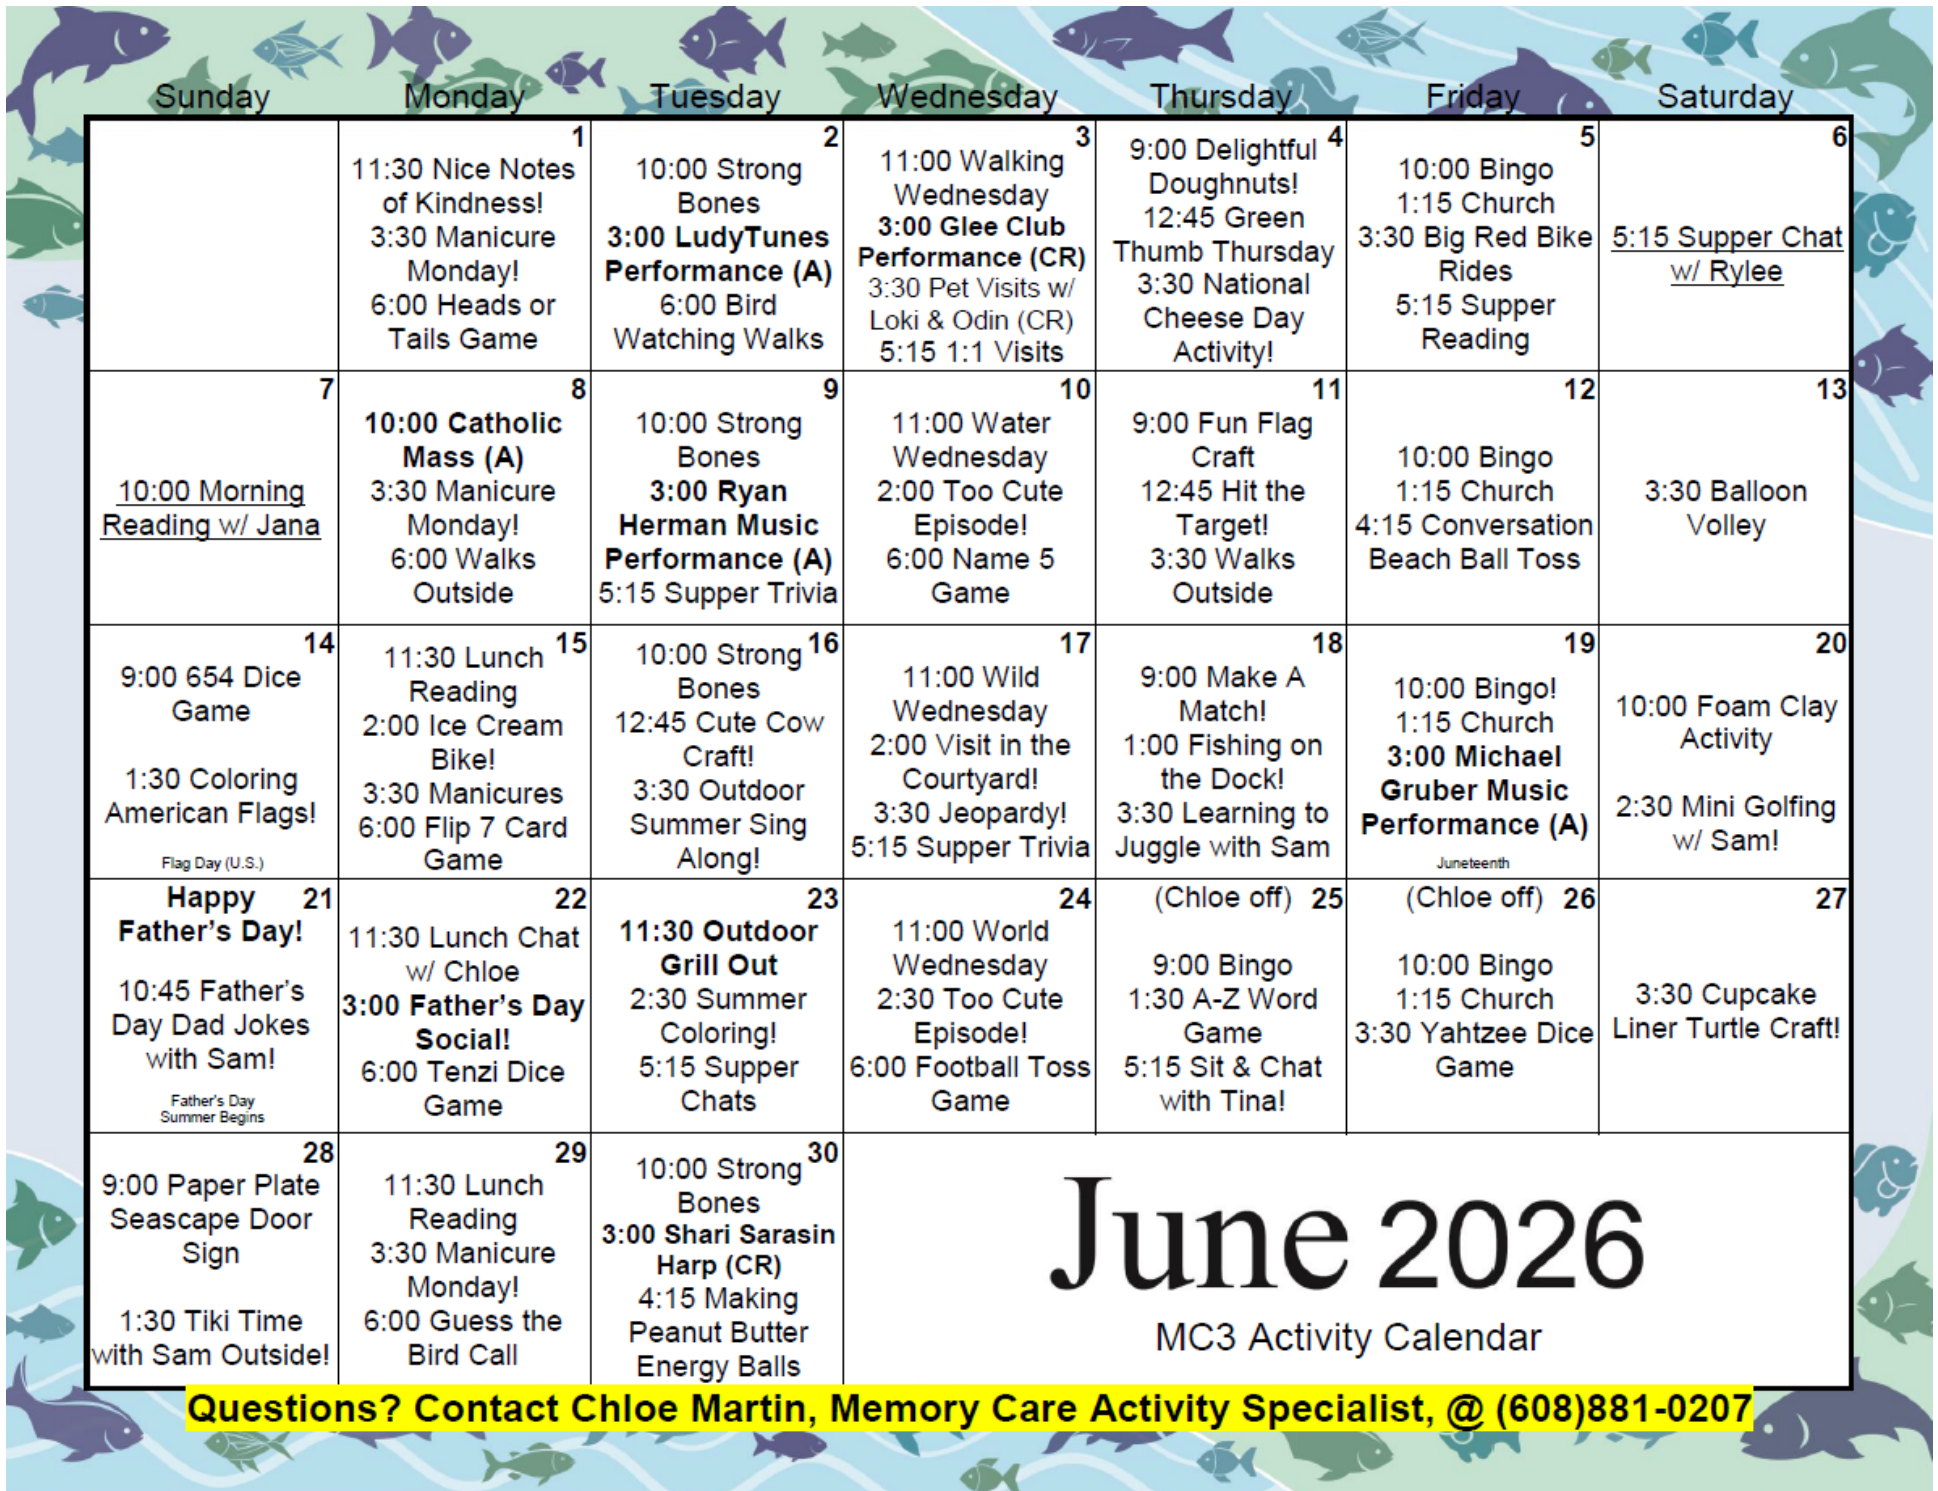 Sunday Monday Tuesday Wednesday Thursday Friday Saturday
1
11:30 Nice Notes
of Kindness!
3:30 Manicure
Monday!
6:00 Heads or
Tails Game
2
10:00 Strong
Bones
3:00 LudyTunes
Performance (A)
6:00 Bird
Watching Walks
3
11:00 Walking
Wednesday
3:00 Glee Club
Performance (CR)
3:30 Pet Visits w/
Loki & Odin (CR)
5:15 1:1 Visits
4
9:00 Delightful
Doughnuts!
12:45 Green
Thumb Thursday
3:30 National
Cheese Day
Activity!
5
10:00 Bingo
1:15 Church
3:30 Big Red Bike
Rides
5:15 Supper
Reading
6
5:15 Supper Chat
w/ Rylee
7
10:00 Morning
Reading w/ Jana
8
10:00 Catholic
Mass (A)
3:30 Manicure
Monday!
6:00 Walks
Outside
9
10:00 Strong
Bones
3:00 Ryan
Herman Music
Performance (A)
5:15 Supper Trivia
10
11:00 Water
Wednesday
2:00 Too Cute
Episode!
6:00 Name 5
Game
11
9:00 Fun Flag
Craft
12:45 Hit the
Target!
3:30 Walks
Outside
12
10:00 Bingo
1:15 Church
4:15 Conversation
Beach Ball Toss
13
3:30 Balloon
Volley
14
9:00 654 Dice
Game
1:30 Coloring
American Flags!
Flag Day (U.S.)
15
11:30 Lunch
Reading
2:00 Ice Cream
Bike!
3:30 Manicures
6:00 Flip 7 Card
Game
16
10:00 Strong
Bones
12:45 Cute Cow
Craft!
3:30 Outdoor
Summer Sing
Along!
17
11:00 Wild
Wednesday
2:00 Visit in the
Courtyard!
3:30 Jeopardy!
5:15 Supper Trivia
18
9:00 Make A
Match!
1:00 Fishing on
the Dock!
3:30 Learning to
Juggle with Sam
19
10:00 Bingo!
1:15 Church
3:00 Michael
Gruber Music
Performance (A)
Juneteenth
20
10:00 Foam Clay
Activity
2:30 Mini Golfing
w/ Sam!
Happy 21
Father's Day!
10:45 Father's
Day Dad Jokes
with Sam!
Father's Day
Summer Begins
22
11:30 Lunch Chat
w/ Chloe
3:00 Father's Day
Social!
6:00 Tenzi Dice
Game
23
11:30 Outdoor
Grill Out
2:30 Summer
Coloring!
5:15 Supper
Chats
24
11:00 World
Wednesday
2:30 Too Cute
Episode!
6:00 Football Toss
Game
(Chloe off) 25
9:00 Bingo
1:30 A-Z Word
Game
5:15 Sit & Chat
with Tina!
(Chloe off) 26
10:00 Bingo
1:15 Church
3:30 Yahtzee Dice
Game
27
3:30 Cupcake
Liner Turtle Craft!
28
9:00 Paper Plate
Seascape Door
Sign
1:30 Tiki Time
with Sam Outside!
29
11:30 Lunch
Reading
3:30 Manicure
Monday!
6:00 Guess the
Bird Call
30
10:00 Strong
Bones
3:00 Shari Sarasin
Harp (CR)
4:15 Making
Peanut Butter
Energy Balls
June 2026
MC3 Activity Calendar
Questions? Contact Chloe Martin, Memory Care Activity Specialist, @ (608)881-0207